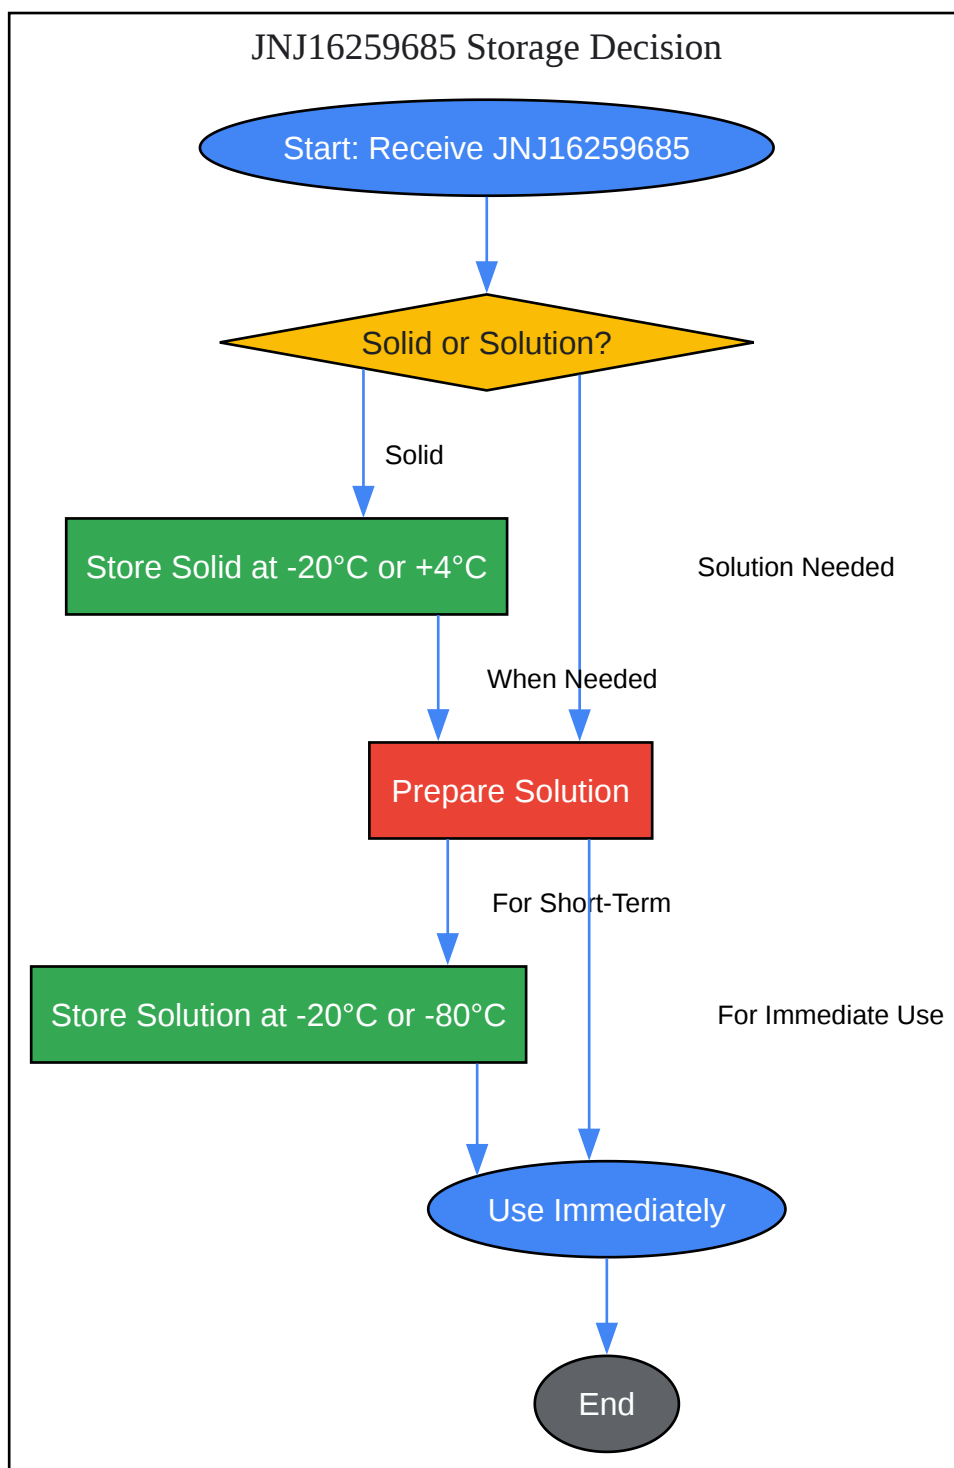 JNJ16259685 Storage Decision
Start: Receive JNJ16259685
Solid or Solution?
Solid
Store Solid at -20°C or +4°C
Solution Needed
When Needed
Prepare Solution
For Short-Term
Store Solution at -20°C or -80°C
For Immediate Use
Use Immediately
End